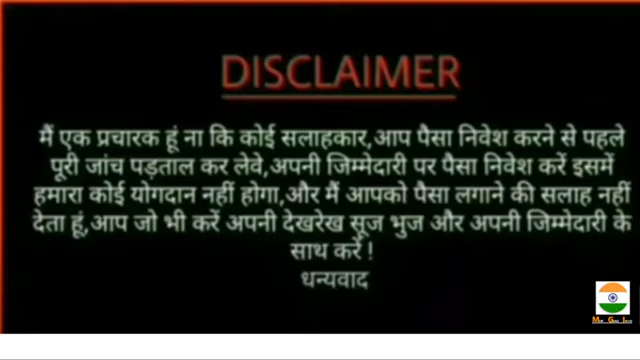 DISCLAIMER
मैं एक प्रचारक हूं ना कि कोई सलाहकार,आप पैसा निवेश करने से पहले
पूरी जांच पड़ताल कर लेवे,अपनी जिम्मेदारी पर पैसा निवेश करें इसमें
हमारा कोई योगदान नहीं होगा,और मैं आपको पैसा लगाने की सलाह नहीं
देता हूं,आप जो भी करें अपनी देखरेख सूज भुज और अपनी जिम्मेदारी के
साथ करें !
धन्यवाद